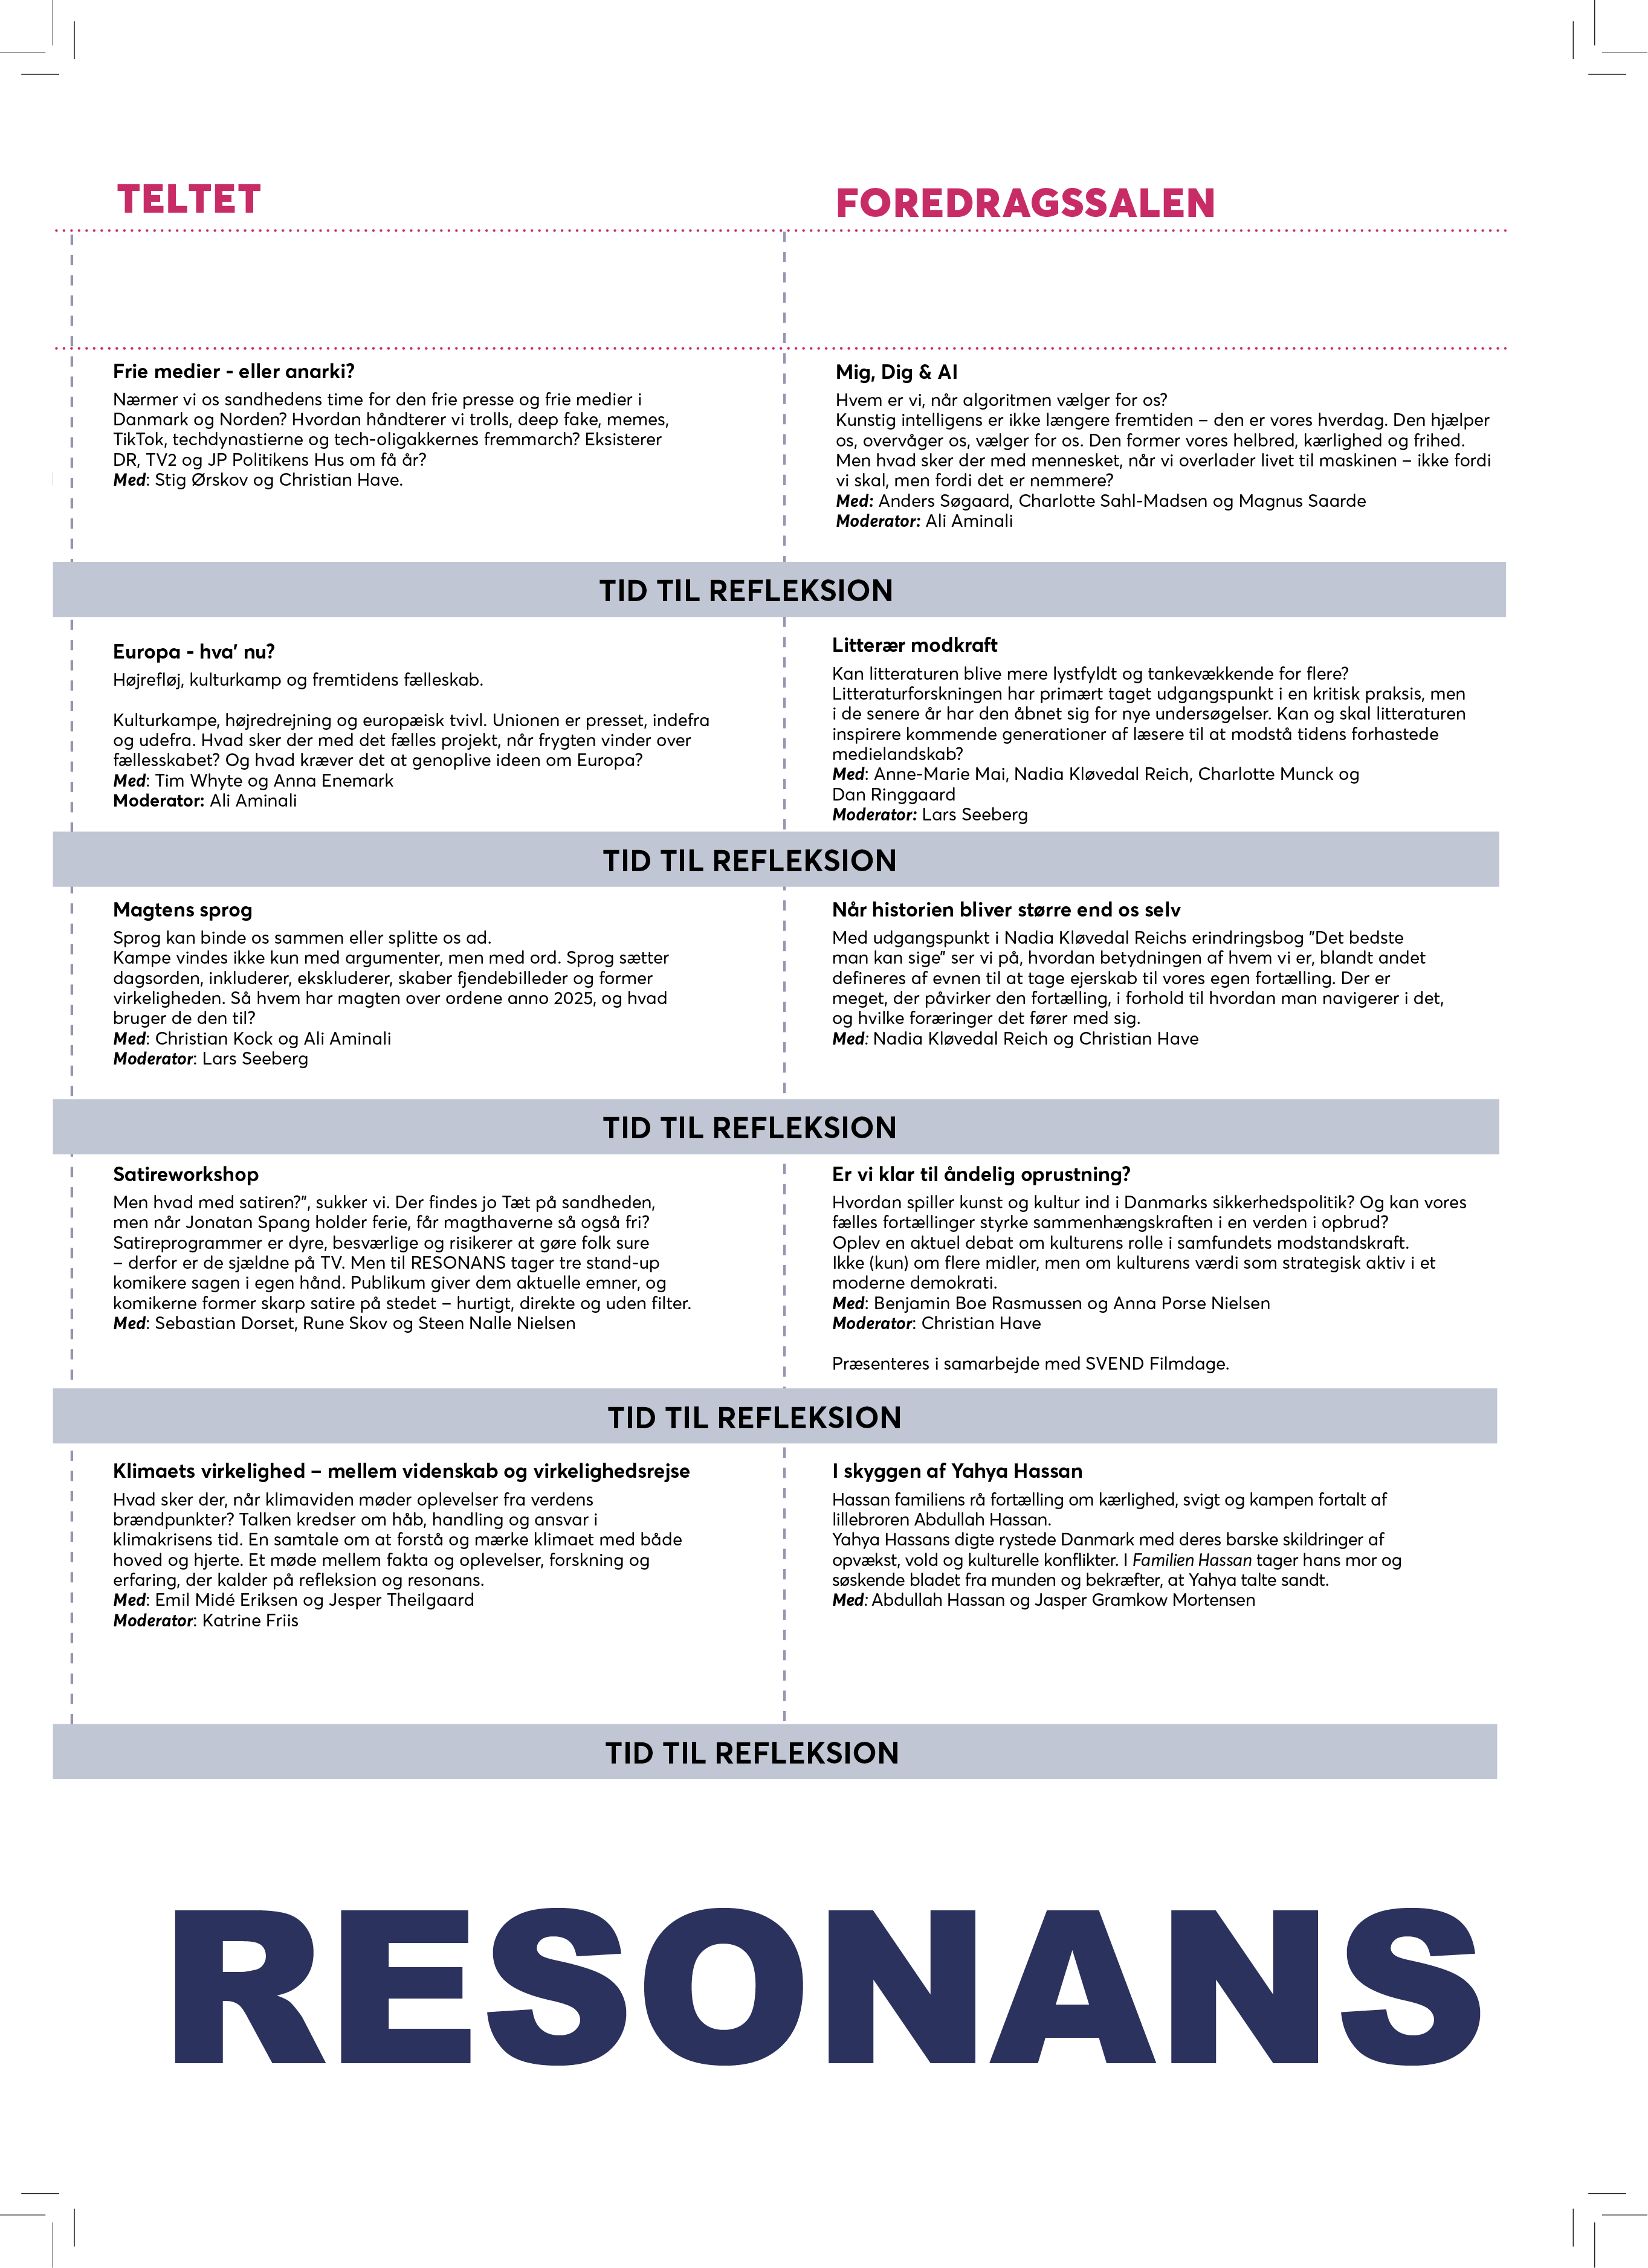 TELTET
FOREDRAGSSALEN
Frie medier - eller anarki?
Nærmer vi os sandhedens time for den frie presse og frie medier i
Danmark og Norden? Hvordan håndterer vi trolls, deep fake, memes,
TikTok, techdynastierne og tech-oligakkernes fremmarch? Eksisterer
DR, TV2 og JP Politikens Hus om få år?
Med: Stig Ørskov og Christian Have.
Mig, Dig & AI
Hvem er vi, når algoritmen vælger for os?
Kunstig intelligens er ikke længere fremtiden – den er vores hverdag. Den hjælper
os, overvåger os, vælger for os. Den former vores helbred, kærlighed og frihed.
Men hvad sker der med mennesket, når vi overlader livet til maskinen – ikke fordi
vi skal, men fordi det er nemmere?
Med: Anders Søgaard, Charlotte Sahl-Madsen og Magnus Saarde
Moderator: Ali Aminali
TID TIL REFLEKSION
Europa - hva' nu?
Højrefløj, kulturkamp og fremtidens fælleskab.
Kulturkampe, højredrejning og europæisk tvivl. Unionen er presset, indefra
og udefra. Hvad sker der med det fælles projekt, når frygten vinder over
fællesskabet? Og hvad kræver det at genoplive ideen om Europa?
Med: Tim Whyte og Anna Enemark
Moderator: Ali Aminali
Litterær modkraft
Kan litteraturen blive mere lystfyldt og tankevækkende for flere?
Litteraturforskningen har primært taget udgangspunkt i en kritisk praksis, men
i de senere år har den åbnet sig for nye undersøgelser. Kan og skal litteraturen
inspirere kommende generationer af læsere til at modstå tidens forhastede
medielandskab?
Med: Anne-Marie Mai, Nadia Kløvedal Reich, Charlotte Munck og
Dan Ringgaard
Moderator: Lars Seeberg
TID TIL REFLEKSION
Magtens sprog
Sprog kan binde os sammen eller splitte os ad.
Kampe vindes ikke kun med argumenter, men med ord. Sprog sætter
dagsorden, inkluderer, ekskluderer, skaber fjendebilleder og former
virkeligheden. Så hvem har magten over ordene anno 2025, og hvad
bruger de den til?
Med: Christian Kock og Ali Aminali
Moderator: Lars Seeberg
Når historien bliver større end os selv
Med udgangspunkt i Nadia Kløvedal Reichs erindringsbog "Det bedste
man kan sige" ser vi på, hvordan betydningen af hvem vi er, blandt andet
defineres af evnen til at tage ejerskab til vores egen fortælling. Der er
meget, der påvirker den fortælling, i forhold til hvordan man navigerer i det,
og hvilke foræringer det fører med sig.
Med: Nadia Kløvedal Reich og Christian Have
TID TIL REFLEKSION
Satireworkshop
Men hvad med satiren?", sukker vi. Der findes jo Tæt på sandheden,
men når Jonatan Spang holder ferie, får magthaverne så også fri?
Satireprogrammer er dyre, besværlige og risikerer at gøre folk sure
– derfor er de sjældne på TV. Men til RESONANS tager tre stand-up
komikere sagen i egen hånd. Publikum giver dem aktuelle emner, og
komikerne former skarp satire på stedet – hurtigt, direkte og uden filter.
Med: Sebastian Dorset, Rune Skov og Steen Nalle Nielsen
Er vi klar til åndelig oprustning?
Hvordan spiller kunst og kultur ind i Danmarks sikkerhedspolitik? Og kan vores
fælles fortællinger styrke sammenhængskraften i en verden i opbrud?
Oplev en aktuel debat om kulturens rolle i samfundets modstandskraft.
Ikke (kun) om flere midler, men om kulturens værdi som strategisk aktiv i et
moderne demokrati.
Med: Benjamin Boe Rasmussen og Anna Porse Nielsen
Moderator: Christian Have
Præsenteres i samarbejde med SVEND Filmdage.
TID TIL REFLEKSION
Klimaets virkelighed – mellem videnskab og virkelighedsrejse
Hvad sker der, når klimaviden møder oplevelser fra verdens
brændpunkter? Talken kredser om håb, handling og ansvar i
klimakrisens tid. En samtale om at forstå og mærke klimaet med både
hoved og hjerte. Et møde mellem fakta og oplevelser, forskning og
erfaring, der kalder på refleksion og resonans.
Med: Emil Midé Eriksen og Jesper Theilgaard
Moderator: Katrine Friis
I skyggen af Yahya Hassan
Hassan familiens rå fortælling om kærlighed, svigt og kampen fortalt af
lillebroren Abdullah Hassan.
Yahya Hassans digte rystede Danmark med deres barske skildringer af
opvækst, vold og kulturelle konflikter. I Familien Hassan tager hans mor og
søskende bladet fra munden og bekræfter, at Yahya talte sandt.
Med: Abdullah Hassan og Jasper Gramkow Mortensen
TID TIL REFLEKSION
RESONANS